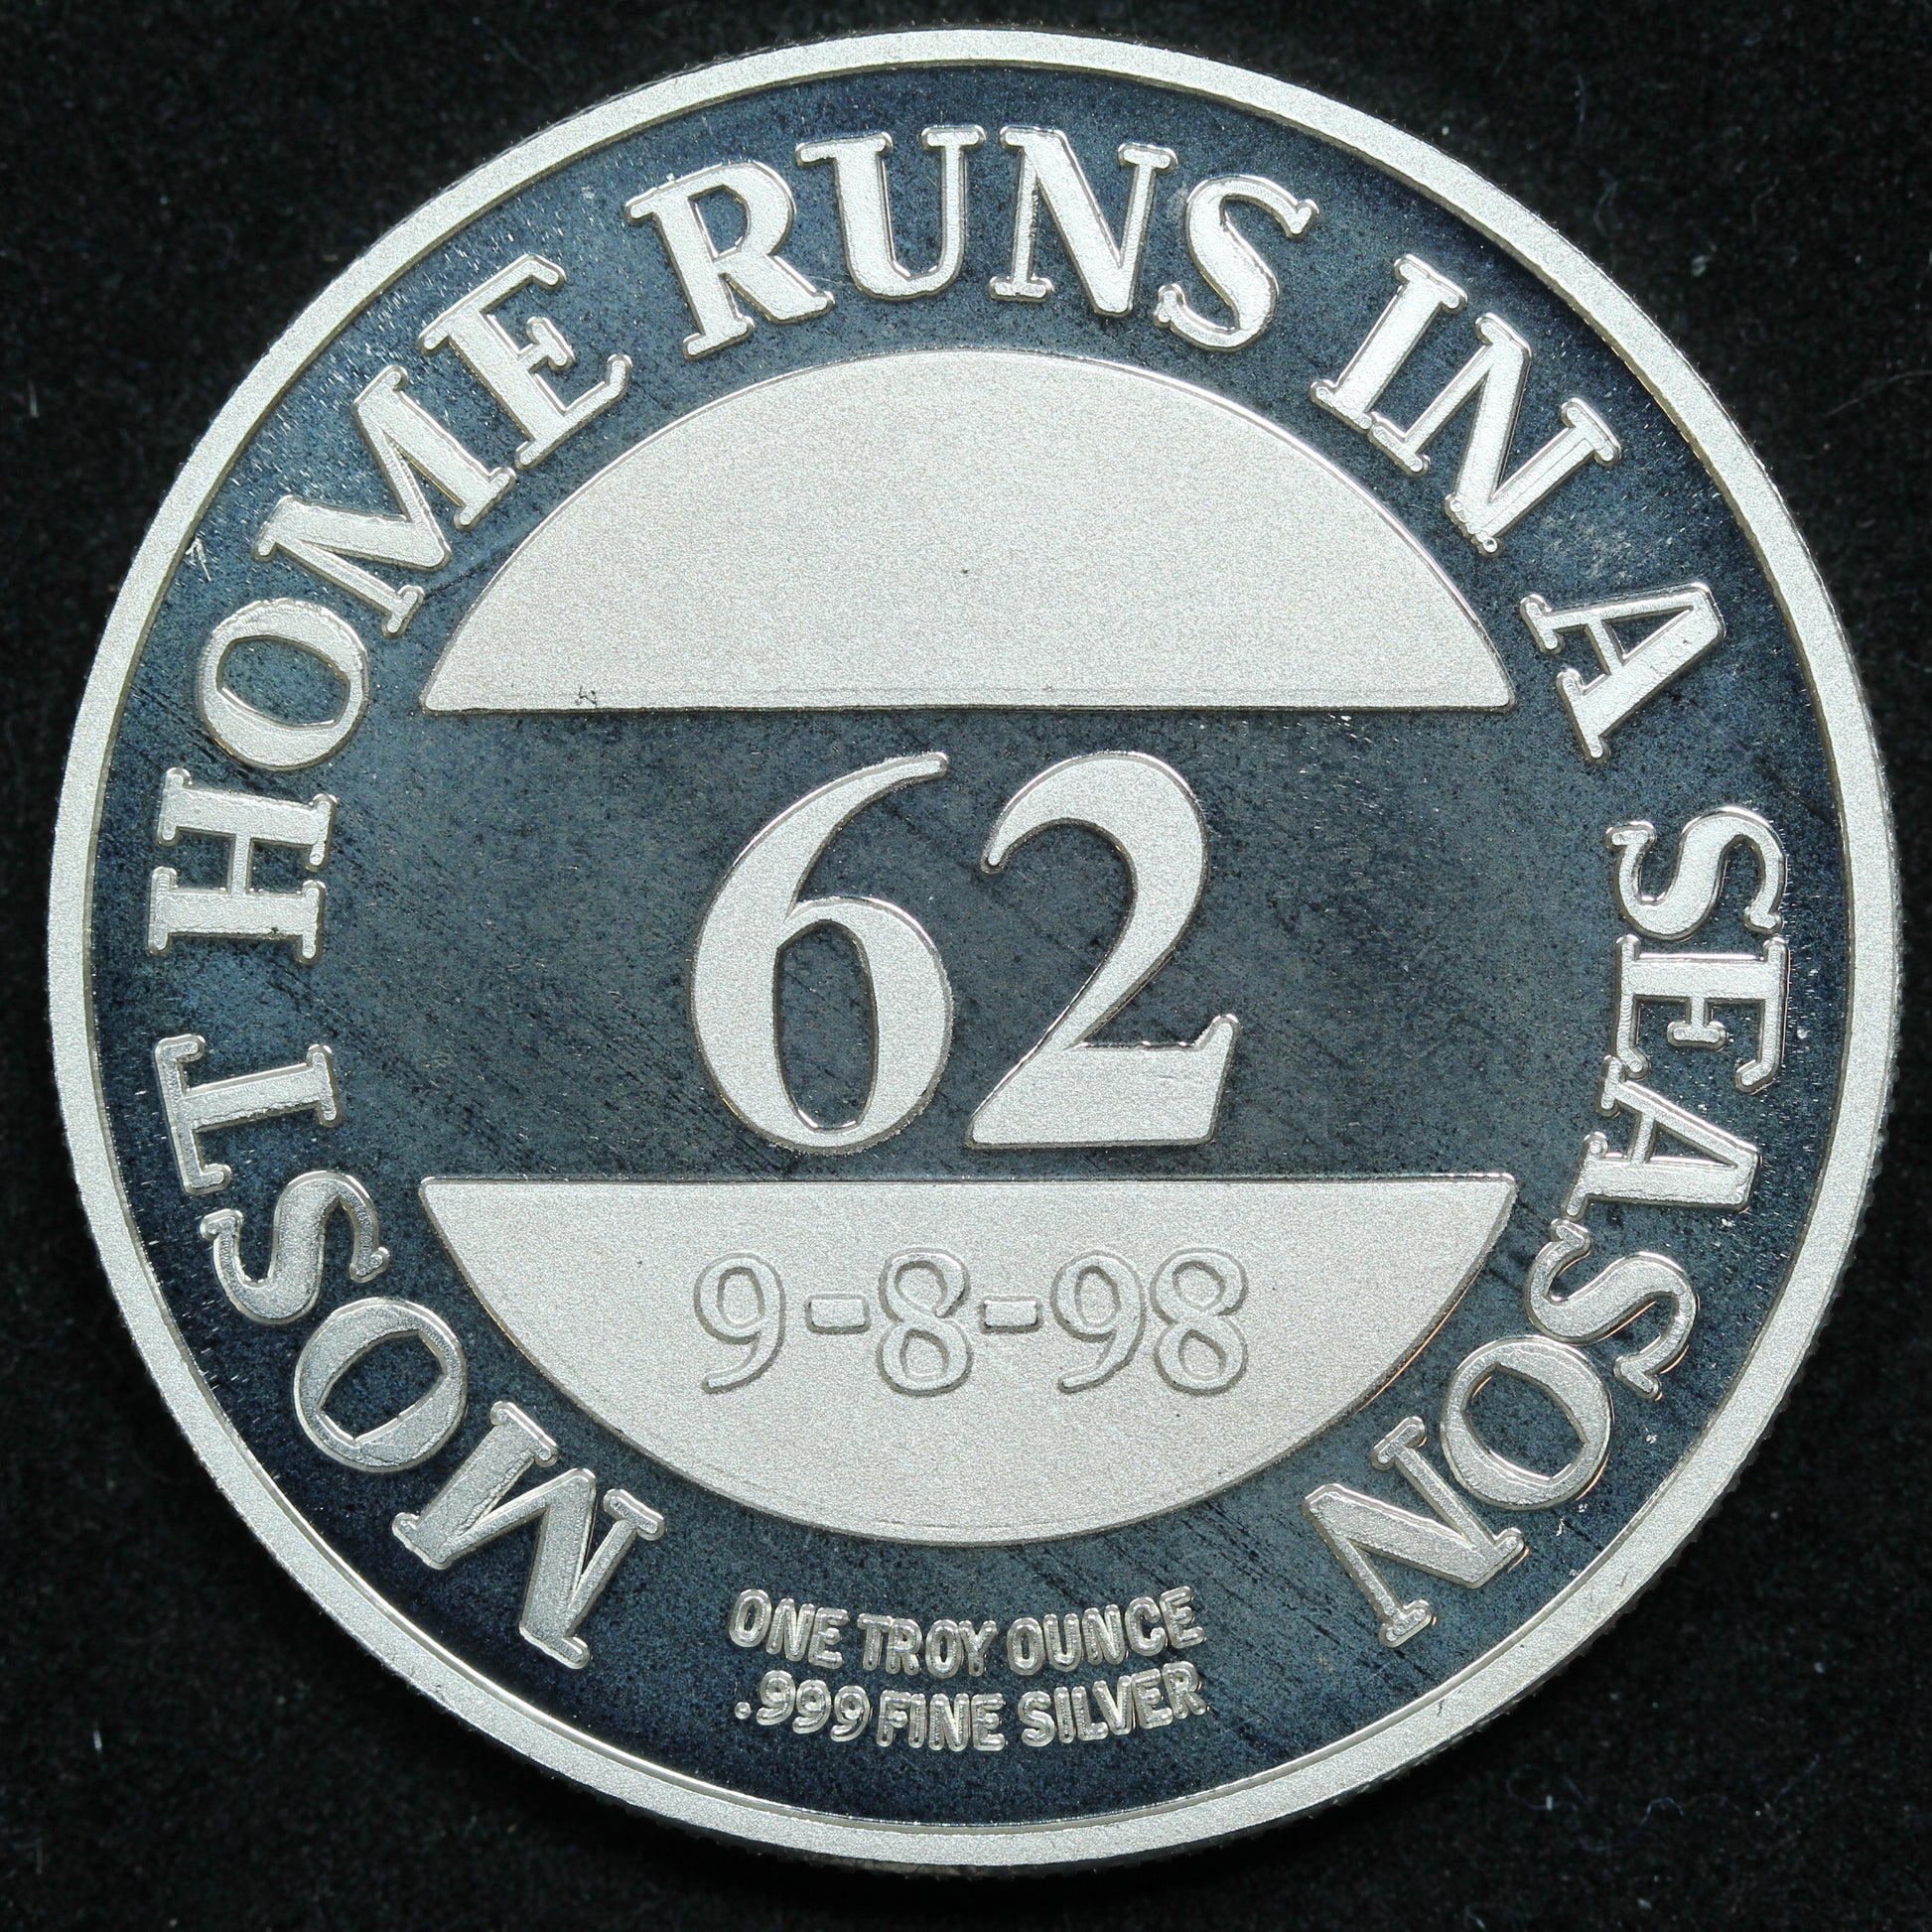 MOST HOME RUNS IN A SEASON
62
9-8-98
ONE TROY OUNCE
.999 FINE SILVER